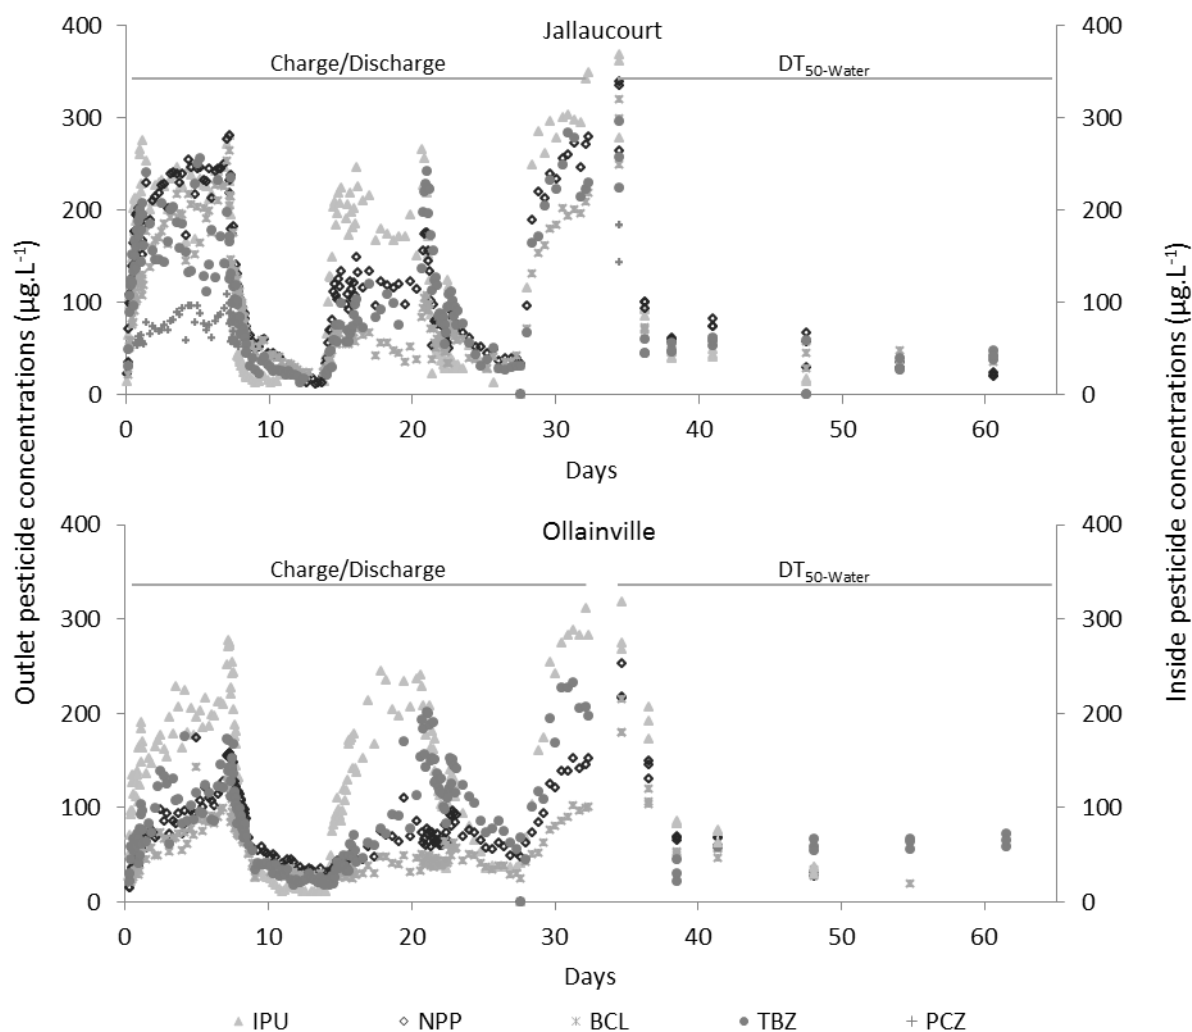 Jallaucourt
Charge/Discharge DT50-Water
400 400
300 300
200 200
100 100
0 0
0 10 20 30 40 50 60
Days
Outlet pesticide concentrations (µg.L-1)
Inside pesticide concentrations (µg.L-1)
Ollainville
Charge/Discharge DT50-Water
400 400
300 300
200 200
100 100
0 0
0 10 20 30 40 50 60
Days
IPU NPP BCL TBZ PCZ